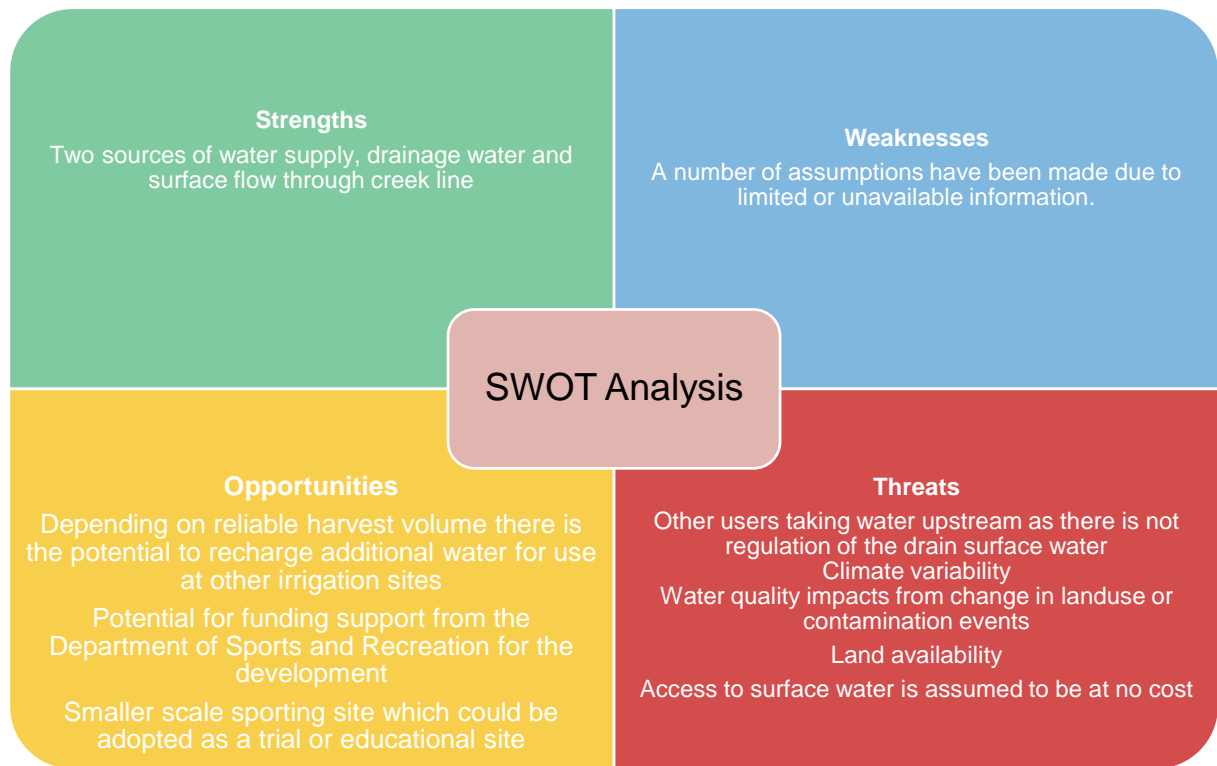 Strengths
Two sources of water supply, drainage water and
surface flow through creek line
Weaknesses
A number of assumptions have been made due to
limited or unavailable information.
SWOT Analysis
Opportunities
Depending on reliable harvest volume there is
the potential to recharge additional water for use
at other irrigation sites
Potential for funding support from the
Department of Sports and Recreation for the
development
Smaller scale sporting site which could be
adopted as a trial or educational site
Threats
Other users taking water upstream as there is not
regulation of the drain surface water
Climate variability
Water quality impacts from change in landuse or
contamination events
Land availability
Access to surface water is assumed to be at no cost